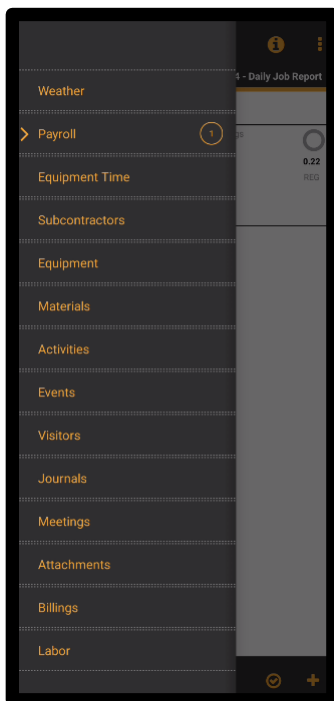 4 - Daily Job Report
Weather
Payroll 1
gs
0.22
REG
Equipment Time
Subcontractors
Equipment
Materials
Activities
Events
Visitors
Journals
Meetings
Attachments
Billings
Labor